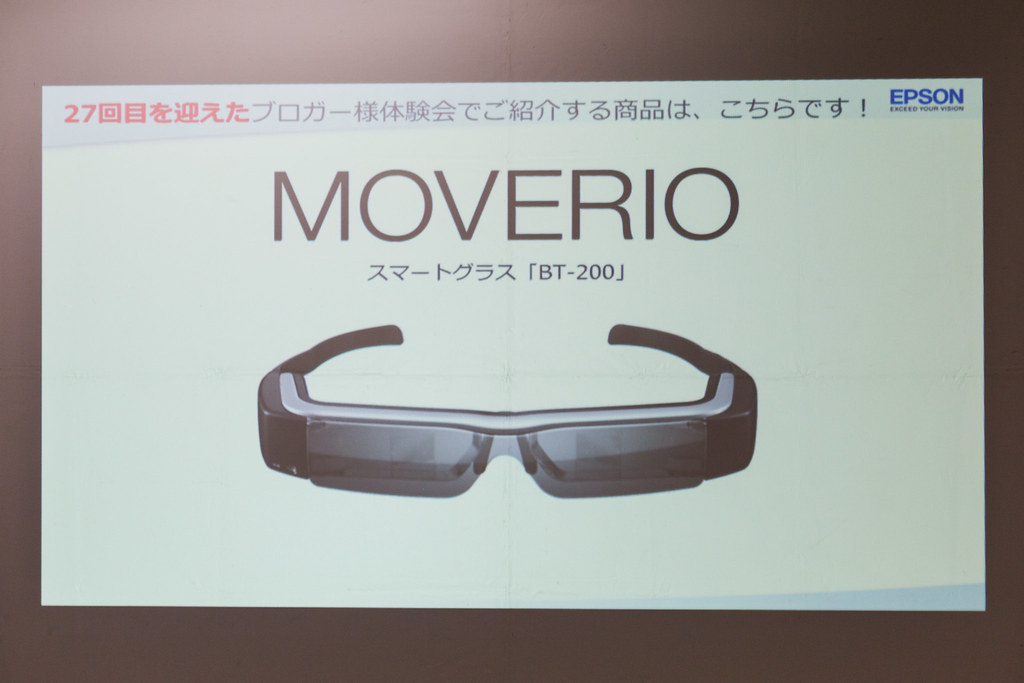 27回目を迎えたブロガー様体験会でご紹介する商品は、こちらです！
EPSON
EXCEED YOUR VISION
MOVERIO
スマートグラス「BT-200」